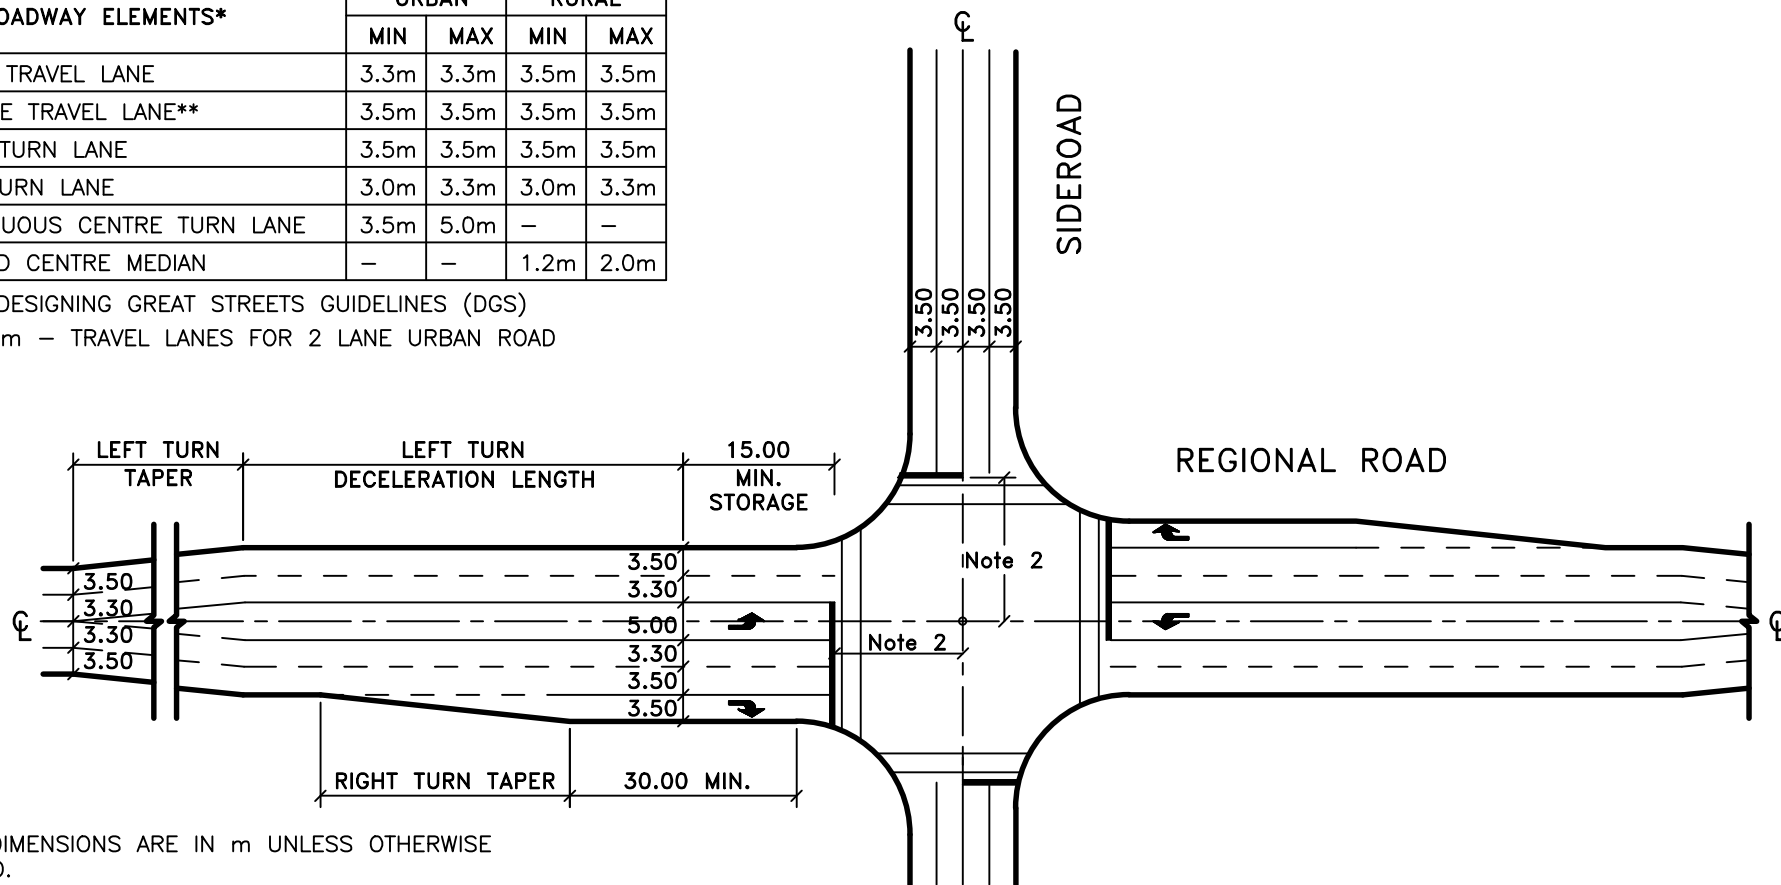 URBAN RURAL
OADWAY ELEMENTS*
MIN MAX MIN MAX
TRAVEL LANE 3.3m 3.3m 3.5m 3.5m
E TRAVEL LANE** 3.5m 3.5m 3.5m 3.5m
TURN LANE 3.5m 3.5m 3.5m 3.5m
URN LANE 3.0m 3.3m 3.0m 3.3m
UOUS CENTRE TURN LANE 3.5m 5.0m – –
D CENTRE MEDIAN – – 1.2m 2.0m
DESIGNING GREAT STREETS GUIDELINES (DGS)
m – TRAVEL LANES FOR 2 LANE URBAN ROAD
℄
SIDEROAD
3.50 3.50 3.50 3.50
LEFT TURN
TAPER
LEFT TURN
DECELERATION LENGTH
15.00
MIN.
STORAGE
REGIONAL ROAD
3.50
3.30
3.30
3.50
℄
3.50
3.30
5.00
3.30
3.50
3.50
Note 2
Note 2
℄
RIGHT TURN TAPER
30.00 MIN.
DIMENSIONS ARE IN m UNLESS OTHERWISE
D.